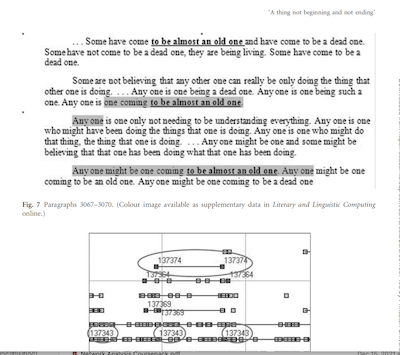 'A thing not beginning and not ending'
... Some have come to be almost an old one and have come to be a dead one.
Some have not come to be a dead one, they are being living. Some have come to be a
dead one.
Some are not believing that any other one can really be only doing the thing that
other one is doing. ... Any one is one being a dead one. Any one is one being such a
one. Any one is one coming to be almost an old one.
Any one is one only not needing to be understanding everything. Any one is one
who might have been doing the things that one is doing. Any one is one who might do
that thing, the thing that one is doing. ... Any one might be one and some might be
believing that that one has been doing what that one has been doing.
Any one might be one coming to be almost an old one. Any one might be one
coming to be an old one. Any one might be one coming to be a dead one
Fig. 7 Paragraphs 3067–3070. (Colour image available as supplementary data in Literary and Linguistic Computing
online.)
137374 137374
137364 137364
137369
137369
137343 137343 137343
Network Analysis Coursepack.pdf